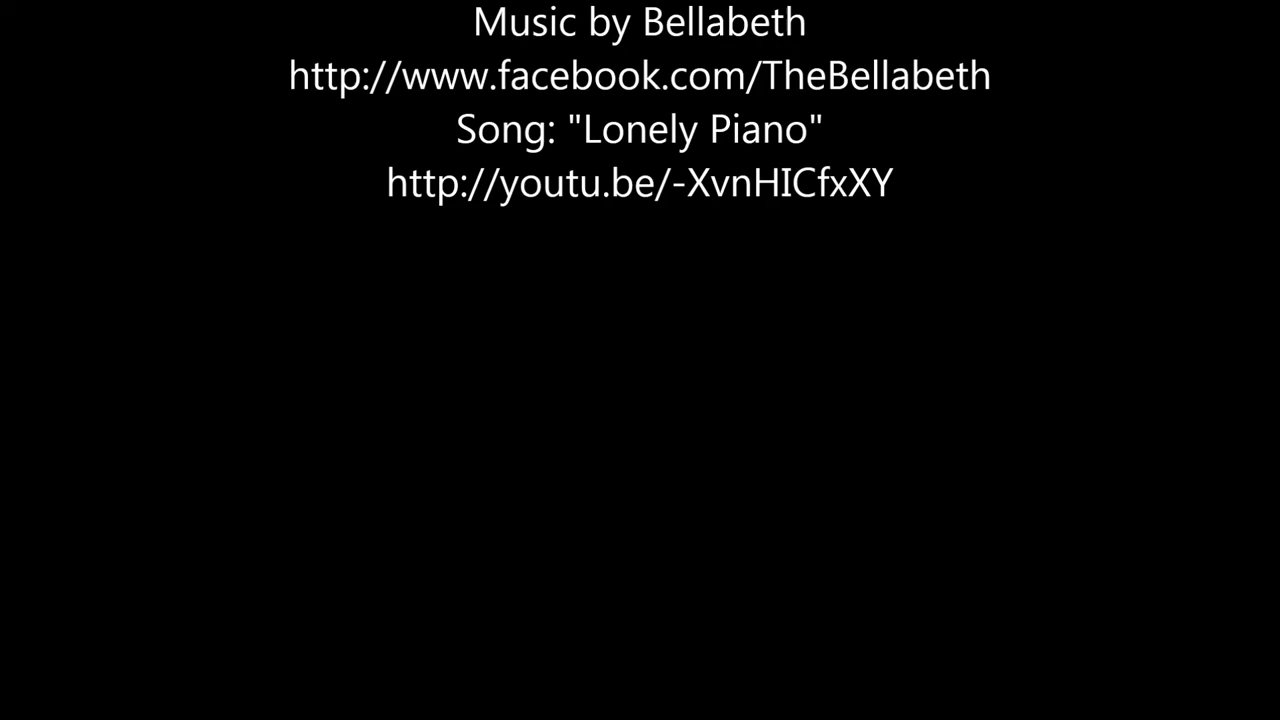 Music by Bellabeth
http://www.facebook.com/TheBellabeth
Song: "Lonely Piano"
http://youtu.be/-XvnHICfxXY